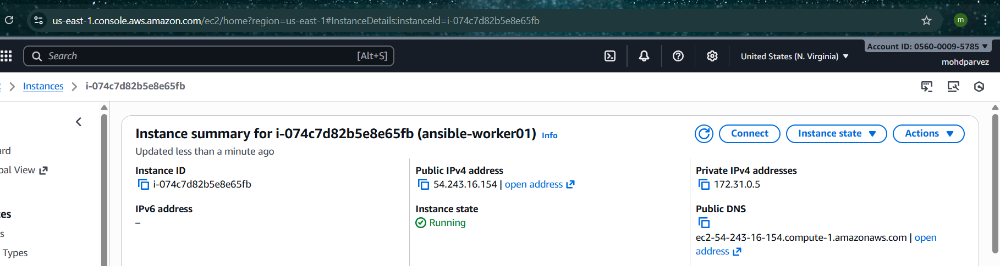 us-east-1.console.aws.amazon.com/ec2/home?region=us-east-1#InstanceDetails:instanceId=i-074c7d82b5e8e65fb
m
Search [Alt+S]
United States (N. Virginia)
Account ID: 0560-0009-5785
mohdparvez
Instances
i-074c7d82b5e8e65fb
Instance summary for i-074c7d82b5e8e65fb (ansible-worker01) Info
Updated less than a minute ago
Connect
Instance state
Actions
Instance ID
i-074c7d82b5e8e65fb
Public IPv4 address
54.243.16.154 | open address
Private IPv4 addresses
172.31.0.5
IPv6 address
–
Instance state
Running
Public DNS
ec2-54-243-16-154.compute-1.amazonaws.com | open
address
View
Types